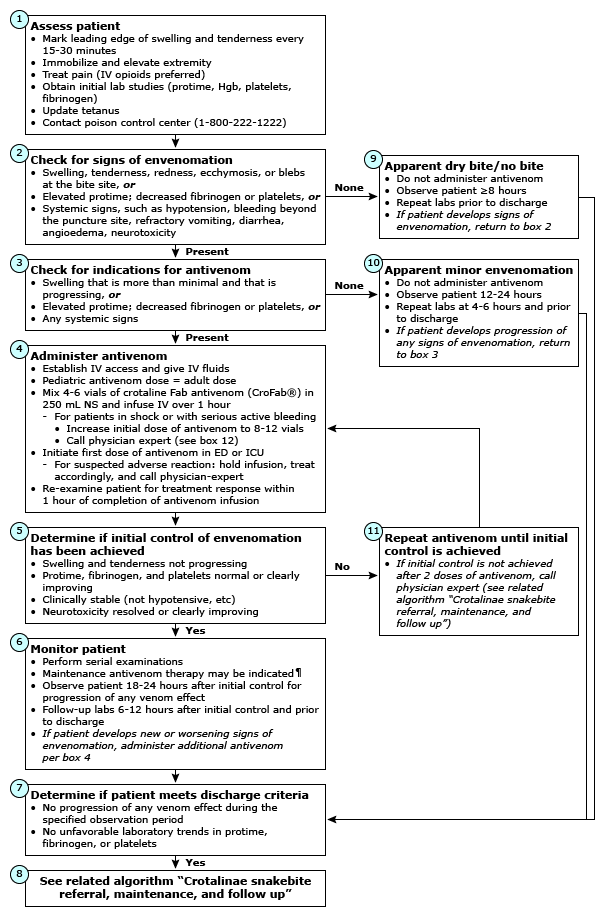 1
Assess patient
• Mark leading edge of swelling and tenderness every
15-30 minutes
• Immobilize and elevate extremity
• Treat pain (IV opioids preferred)
• Obtain initial lab studies (protime, Hgb, platelets,
fibrinogen)
• Update tetanus
• Contact poison control center (1-800-222-1222)
2
Check for signs of envenomation
• Swelling, tenderness, redness, ecchymosis, or blebs
at the bite site, or
• Elevated protime; decreased fibrinogen or platelets, or
• Systemic signs, such as hypotension, bleeding beyond
the puncture site, refractory vomiting, diarrhea,
angioedema, neurotoxicity
None
9
Apparent dry bite/no bite
• Do not administer antivenom
• Observe patient ≥8 hours
• Repeat labs prior to discharge
• If patient develops signs of
envenomation, return to box 2
Present
3
Check for indications for antivenom
• Swelling that is more than minimal and that is
progressing, or
• Elevated protime; decreased fibrinogen or platelets, or
• Any systemic signs
None
10
Apparent minor envenomation
• Do not administer antivenom
• Observe patient 12-24 hours
• Repeat labs at 4-6 hours and prior
to discharge
• If patient develops progression of
any signs of envenomation, return
to box 3
Present
4
Administer antivenom
• Establish IV access and give IV fluids
• Pediatric antivenom dose = adult dose
• Mix 4-6 vials of crotaline Fab antivenom (CroFab®) in
250 mL NS and infuse IV over 1 hour
- For patients in shock or with serious active bleeding
• Increase initial dose of antivenom to 8-12 vials
• Call physician expert (see box 12)
• Initiate first dose of antivenom in ED or ICU
- For suspected adverse reaction: hold infusion, treat
accordingly, and call physician-expert
• Re-examine patient for treatment response within
1 hour of completion of antivenom infusion
5
Determine if initial control of envenomation
has been achieved
• Swelling and tenderness not progressing
• Protime, fibrinogen, and platelets normal or clearly
improving
• Clinically stable (not hypotensive, etc)
• Neurotoxicity resolved or clearly improving
No
11
Repeat antivenom until initial
control is achieved
• If initial control is not achieved
after 2 doses of antivenom, call
physician expert (see related
algorithm “Crotalinae snakebite
referral, maintenance, and
follow up”)
Yes
6
Monitor patient
• Perform serial examinations
• Maintenance antivenom therapy may be indicated¶
• Observe patient 18-24 hours after initial control for
progression of any venom effect
• Follow-up labs 6-12 hours after initial control and prior
to discharge
• If patient develops new or worsening signs of
envenomation, administer additional antivenom
per box 4
7
Determine if patient meets discharge criteria
• No progression of any venom effect during the
specified observation period
• No unfavorable laboratory trends in protime,
fibrinogen, or platelets
Yes
8
See related algorithm “Crotalinae snakebite
referral, maintenance, and follow up”